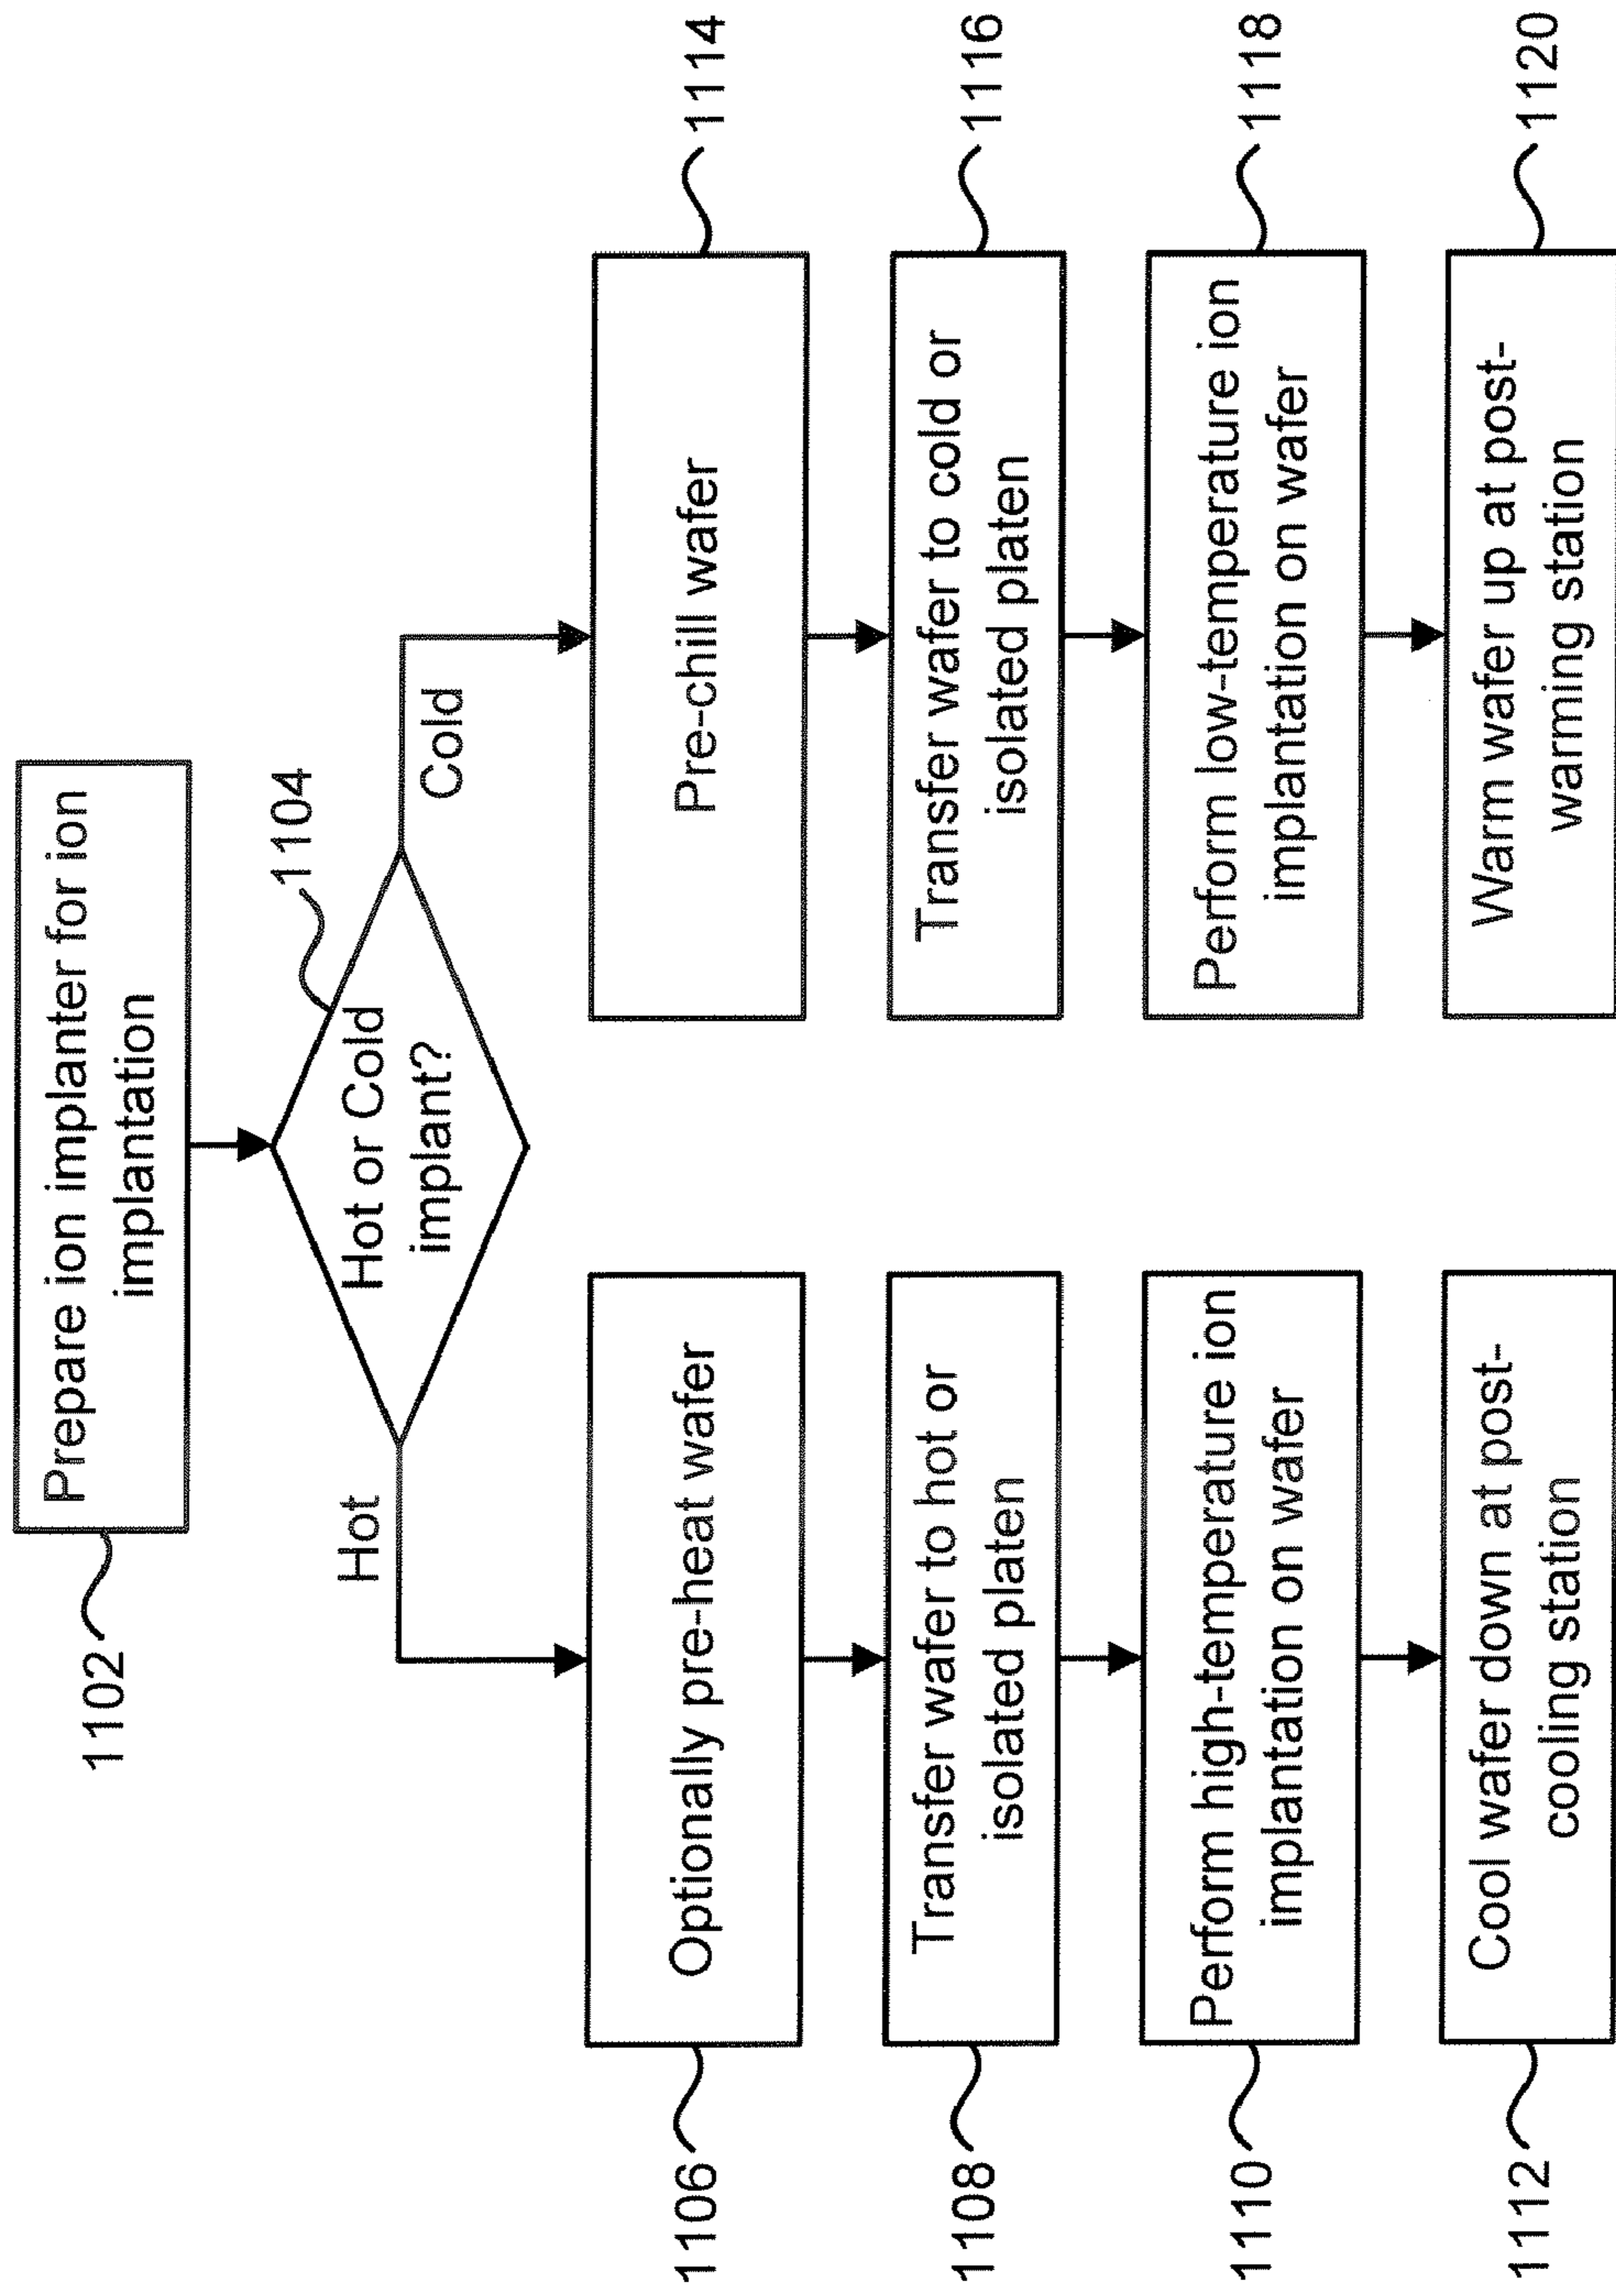 1102
Prepare ion implanter for ion
implantation
1104
Hot or Cold
implant?
Hot
Cold
1106
Optionally pre-heat wafer
Pre-chill wafer
1114
1108
Transfer wafer to hot or
isolated platen
Transfer wafer to cold or
isolated platen
1116
1110
Perform high-temperature ion
implantation on wafer
Perform low-temperature ion
implantation on wafer
1118
1112
Cool wafer down at post-
cooling station
Warm wafer up at post-
warming station
1120